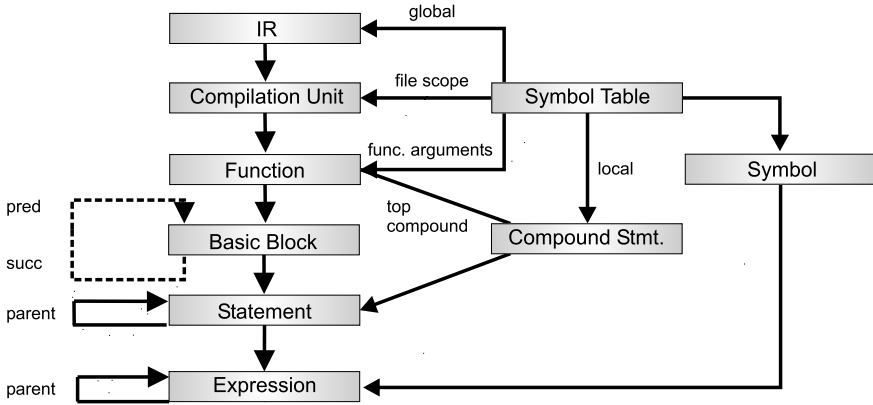 global
IR
file scope
Compilation Unit
Symbol Table
func. arguments
Function
local
Symbol
pred
top
compound
Basic Block
Compound Stmt.
succ
parent
Statement
parent
Expression